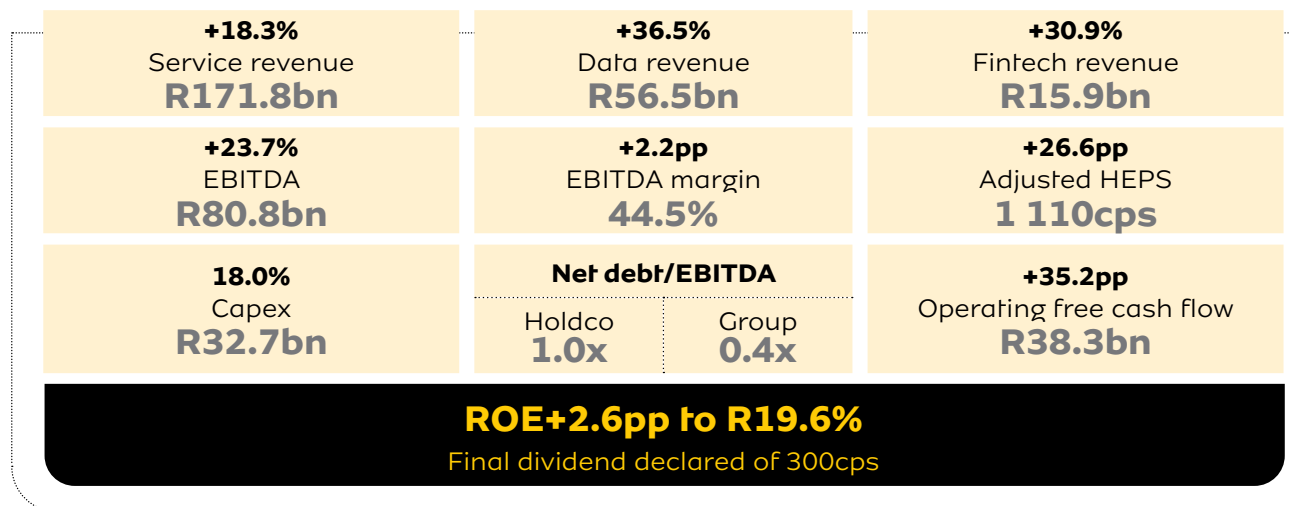 +18.3%
Service revenue
R171.8bn
+36.5%
Data revenue
R56.5bn
+30.9%
Fintech revenue
R15.9bn
+23.7%
EBITDA
R80.8bn
+2.2pp
EBITDA margin
44.5%
+26.6pp
Adjusted HEPS
1 110cps
18.0%
Capex
R32.7bn
Net debt/EBITDA
Holdco
1.0x
Group
0.4x
+35.2pp
Operating free cash flow
R38.3bn
ROE+2.6pp to R19.6%
Final dividend declared of 300cps